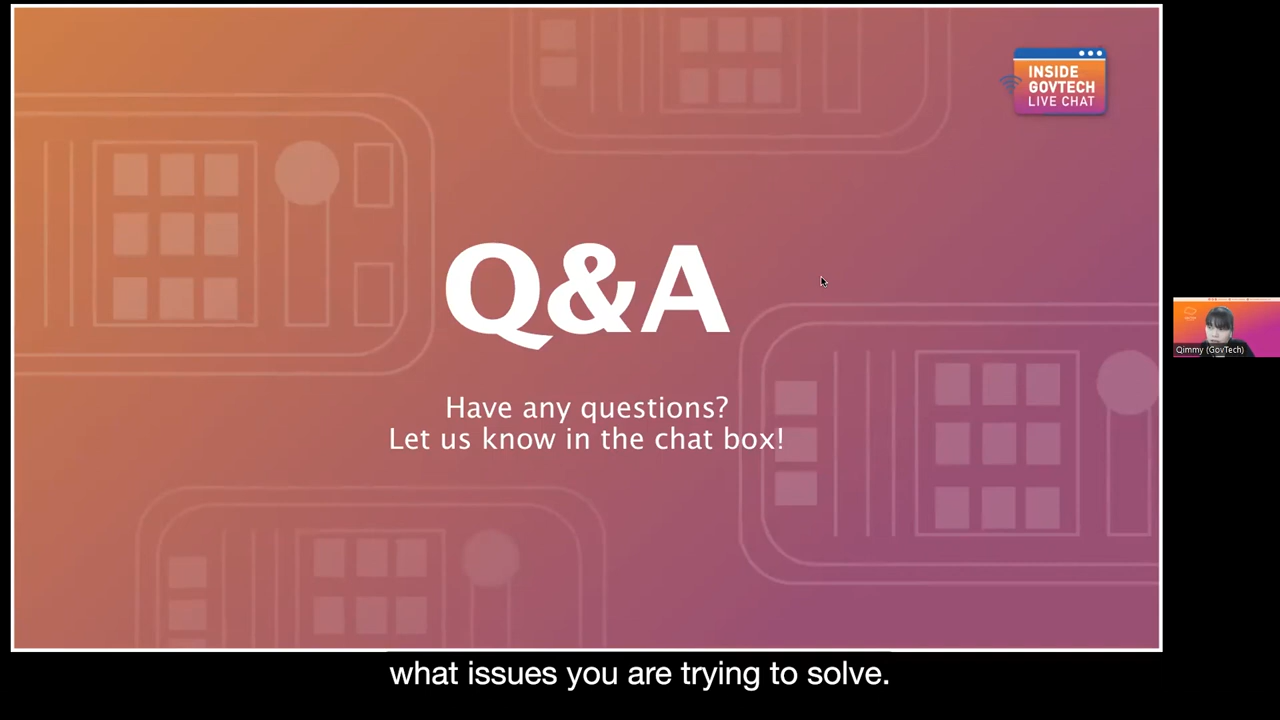 INSIDE
GOVTECH
LIVE CHAT
Q&A
Have any questions?
Let us know in the chat box!
Qimmy (GovTech)
what issues you are trying to solve.